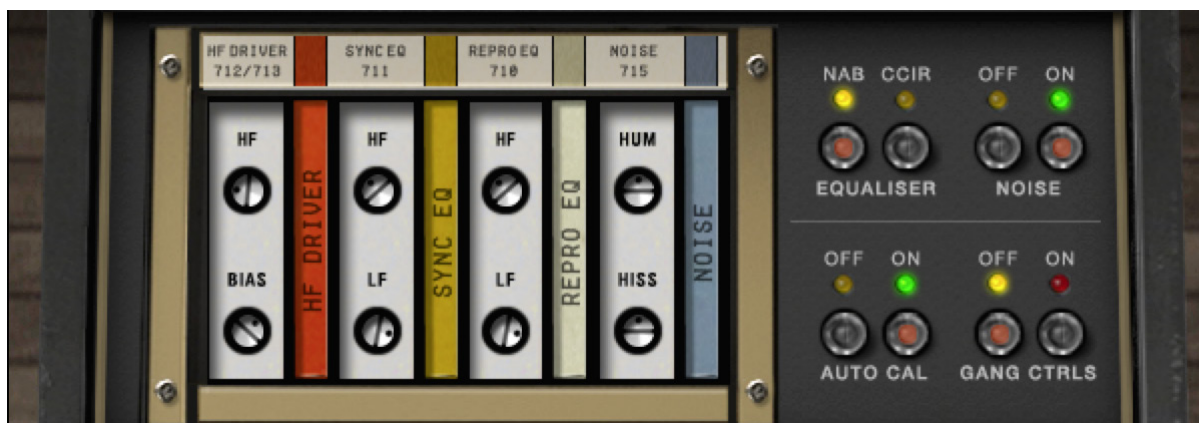 HF DRIVER
712/713
SYNC EQ
711
REPRO EQ
710
NOISE
715
HF
BIAS
HF DRIVER
HF
LF
SYNC EQ
HF
LF
REPRO EQ
HUM
HISS
NOISE
NAB CCIR
EQUALISER
OFF ON
NOISE
OFF ON
AUTO CAL
OFF ON
GANG CTRLS